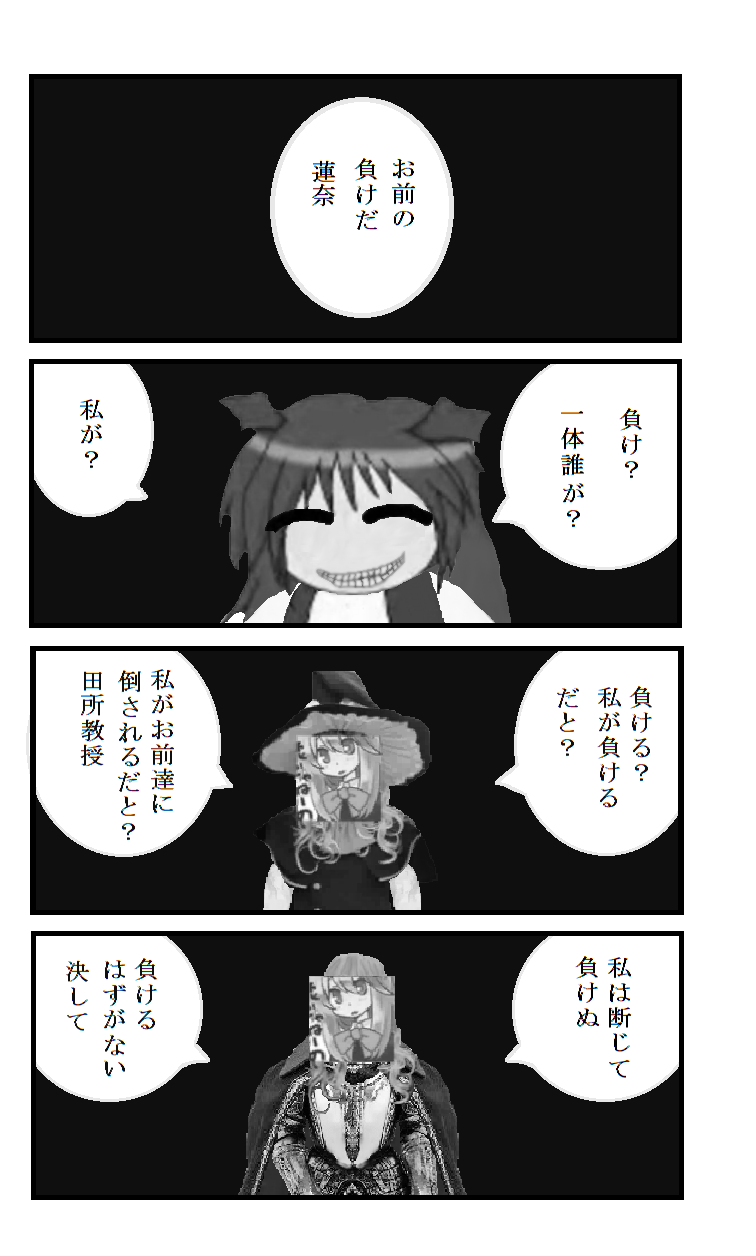 お前の
負けだ
蓮奈
負け？
一体誰が？
私が？
負ける？
私が負ける
だと？
私がお前達に
倒されるだと？
田所教授
私は断じて
負けぬ
負ける
はずがない
決して